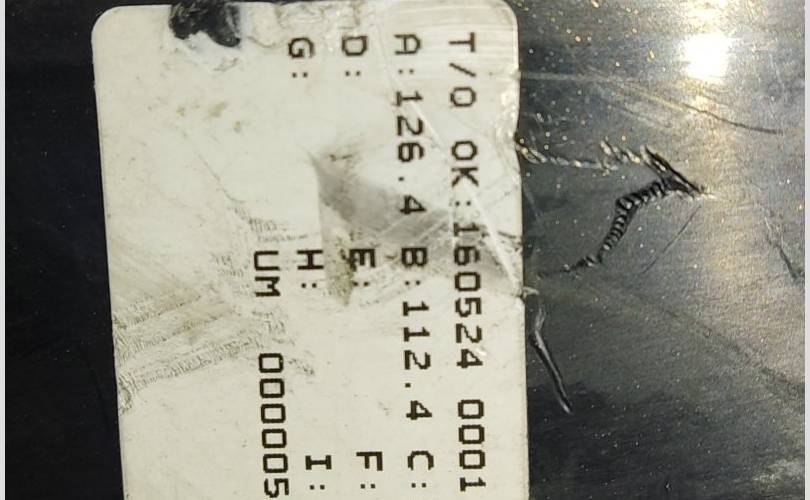 T/O OK:160524 0001
A:126.4 B:112.4 C:
D: E: F:
G: H: I:
UM 000005